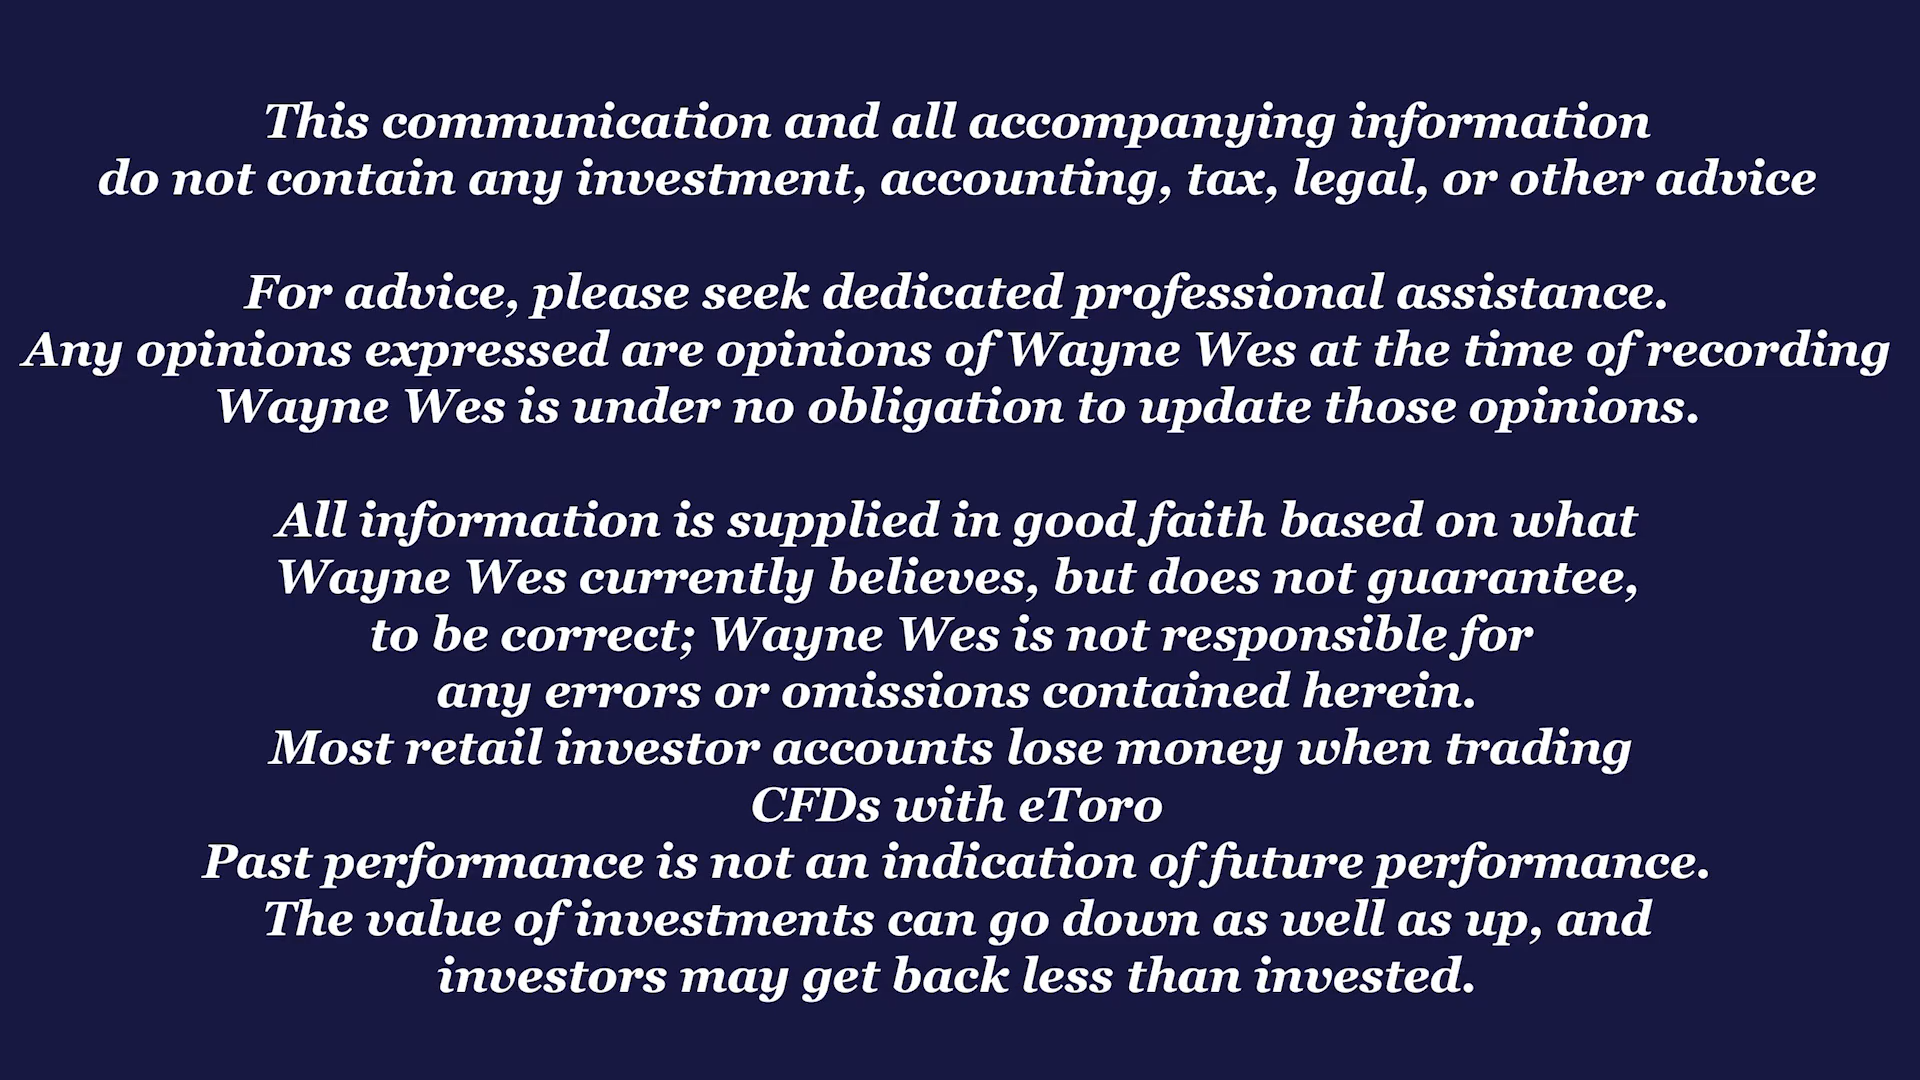 This communication and all accompanying information
do not contain any investment, accounting, tax, legal, or other advice
For advice, please seek dedicated professional assistance.
Any opinions expressed are opinions of Wayne Wes at the time of recording
Wayne Wes is under no obligation to update those opinions.
All information is supplied in good faith based on what
Wayne Wes currently believes, but does not guarantee,
to be correct; Wayne Wes is not responsible for
any errors or omissions contained herein.
Most retail investor accounts lose money when trading
CFDs with eToro
Past performance is not an indication of future performance.
The value of investments can go down as well as up, and
investors may get back less than invested.